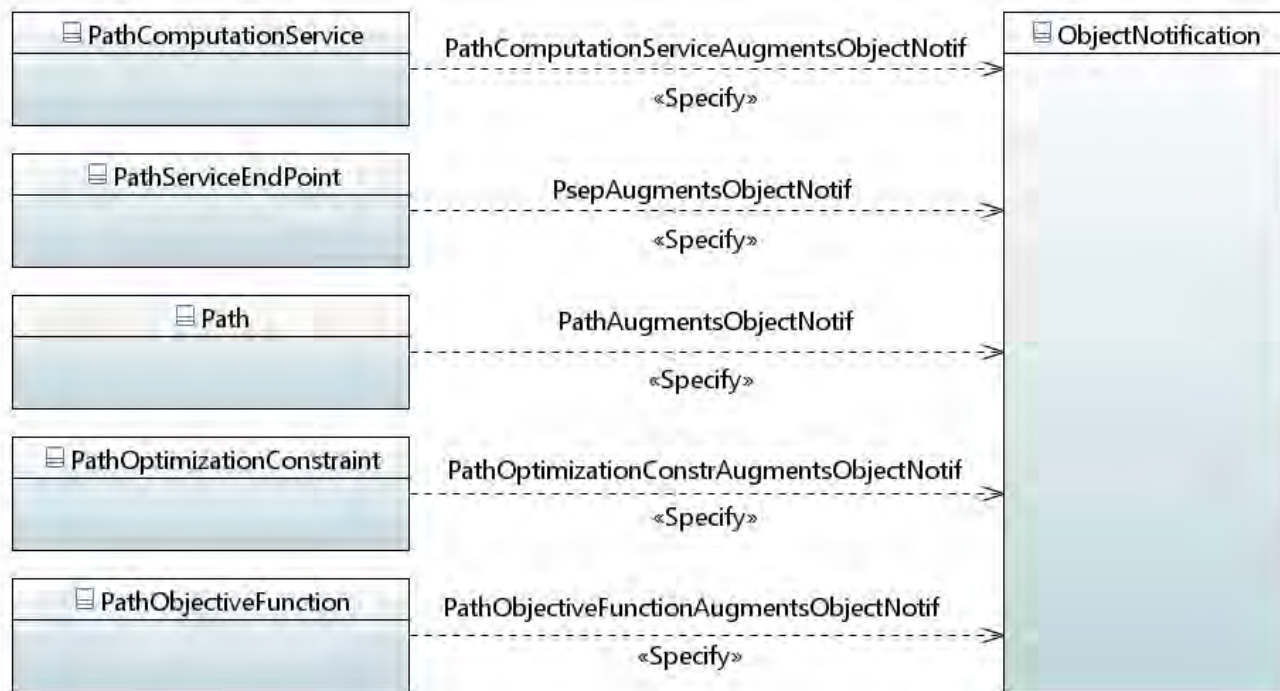 PathComputationService
PathComputationServiceAugmentsObjectNotif
«Specify»
ObjectNotification
PathServiceEndPoint
PsepAugmentsObjectNotif
«Specify»
Path
PathAugmentsObjectNotif
«Specify»
PathOptimizationConstraint
PathOptimizationConstrAugmentsObjectNotif
«Specify»
PathObjectiveFunction
PathObjectiveFunctionAugmentsObjectNotif
«Specify»